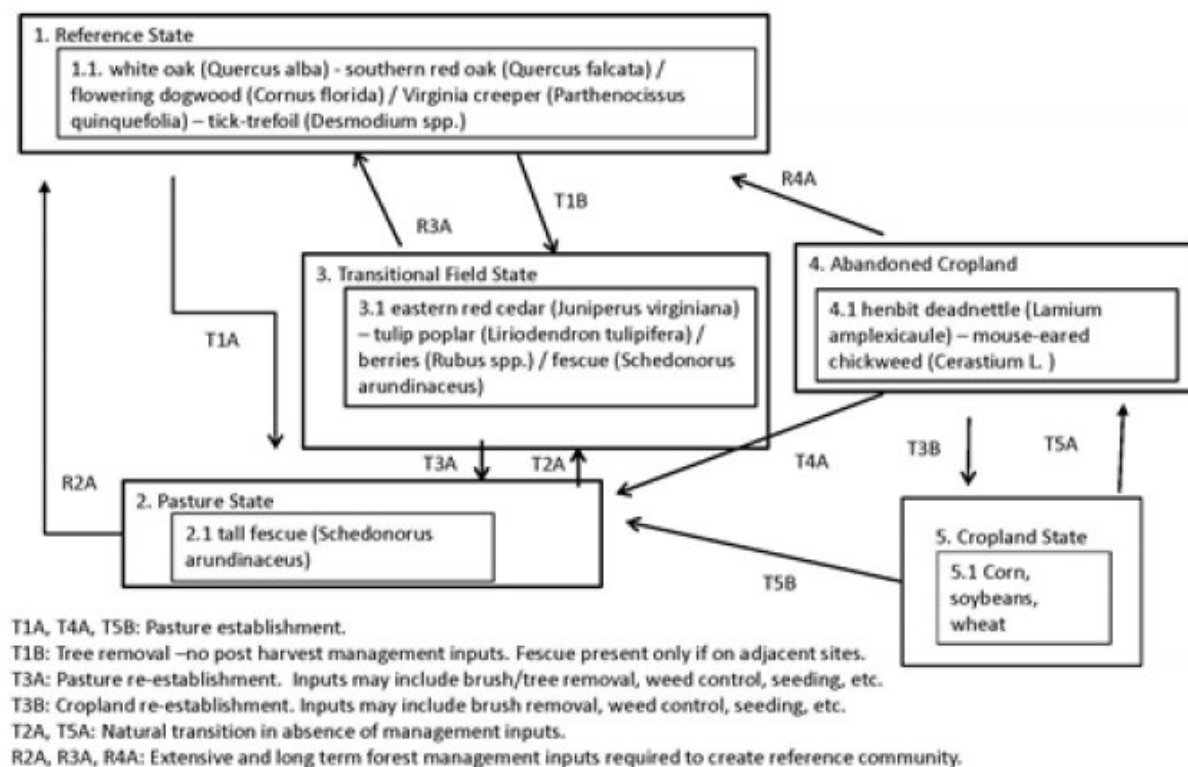 1. Reference State
1.1. white oak (Quercus alba) - southern red oak (Quercus falcata) /
flowering dogwood (Cornus florida) / Virginia creeper (Parthenocissus
quinquefolia) – tick-trefoil (Desmodium spp.)
R4A
T1B
R3A
3. Transitional Field State
3.1 eastern red cedar (Juniperus virginiana)
– tulip poplar (Liriodendron tulipifera) /
berries (Rubus spp.) / fescue (Schedonorus
arundinaceus)
4. Abandoned Cropland
4.1 henbit deadnettle (Lamium
amplexicaule) – mouse-eared
chickweed (Cerastium L. )
T1A
T3A
T2A
T4A
T3B
T5A
R2A
2. Pasture State
2.1 tall fescue (Schedonorus
arundinaceus)
T5B
5. Cropland State
5.1 Corn,
soybeans,
wheat
T1A, T4A, T5B: Pasture establishment.
T1B: Tree removal –no post harvest management inputs. Fescue present only if on adjacent sites.
T3A: Pasture re-establishment. Inputs may include brush/tree removal, weed control, seeding, etc.
T3B: Cropland re-establishment. Inputs may include brush removal, weed control, seeding, etc.
T2A, T5A: Natural transition in absence of management inputs.
R2A, R3A, R4A: Extensive and long term forest management inputs required to create reference community.